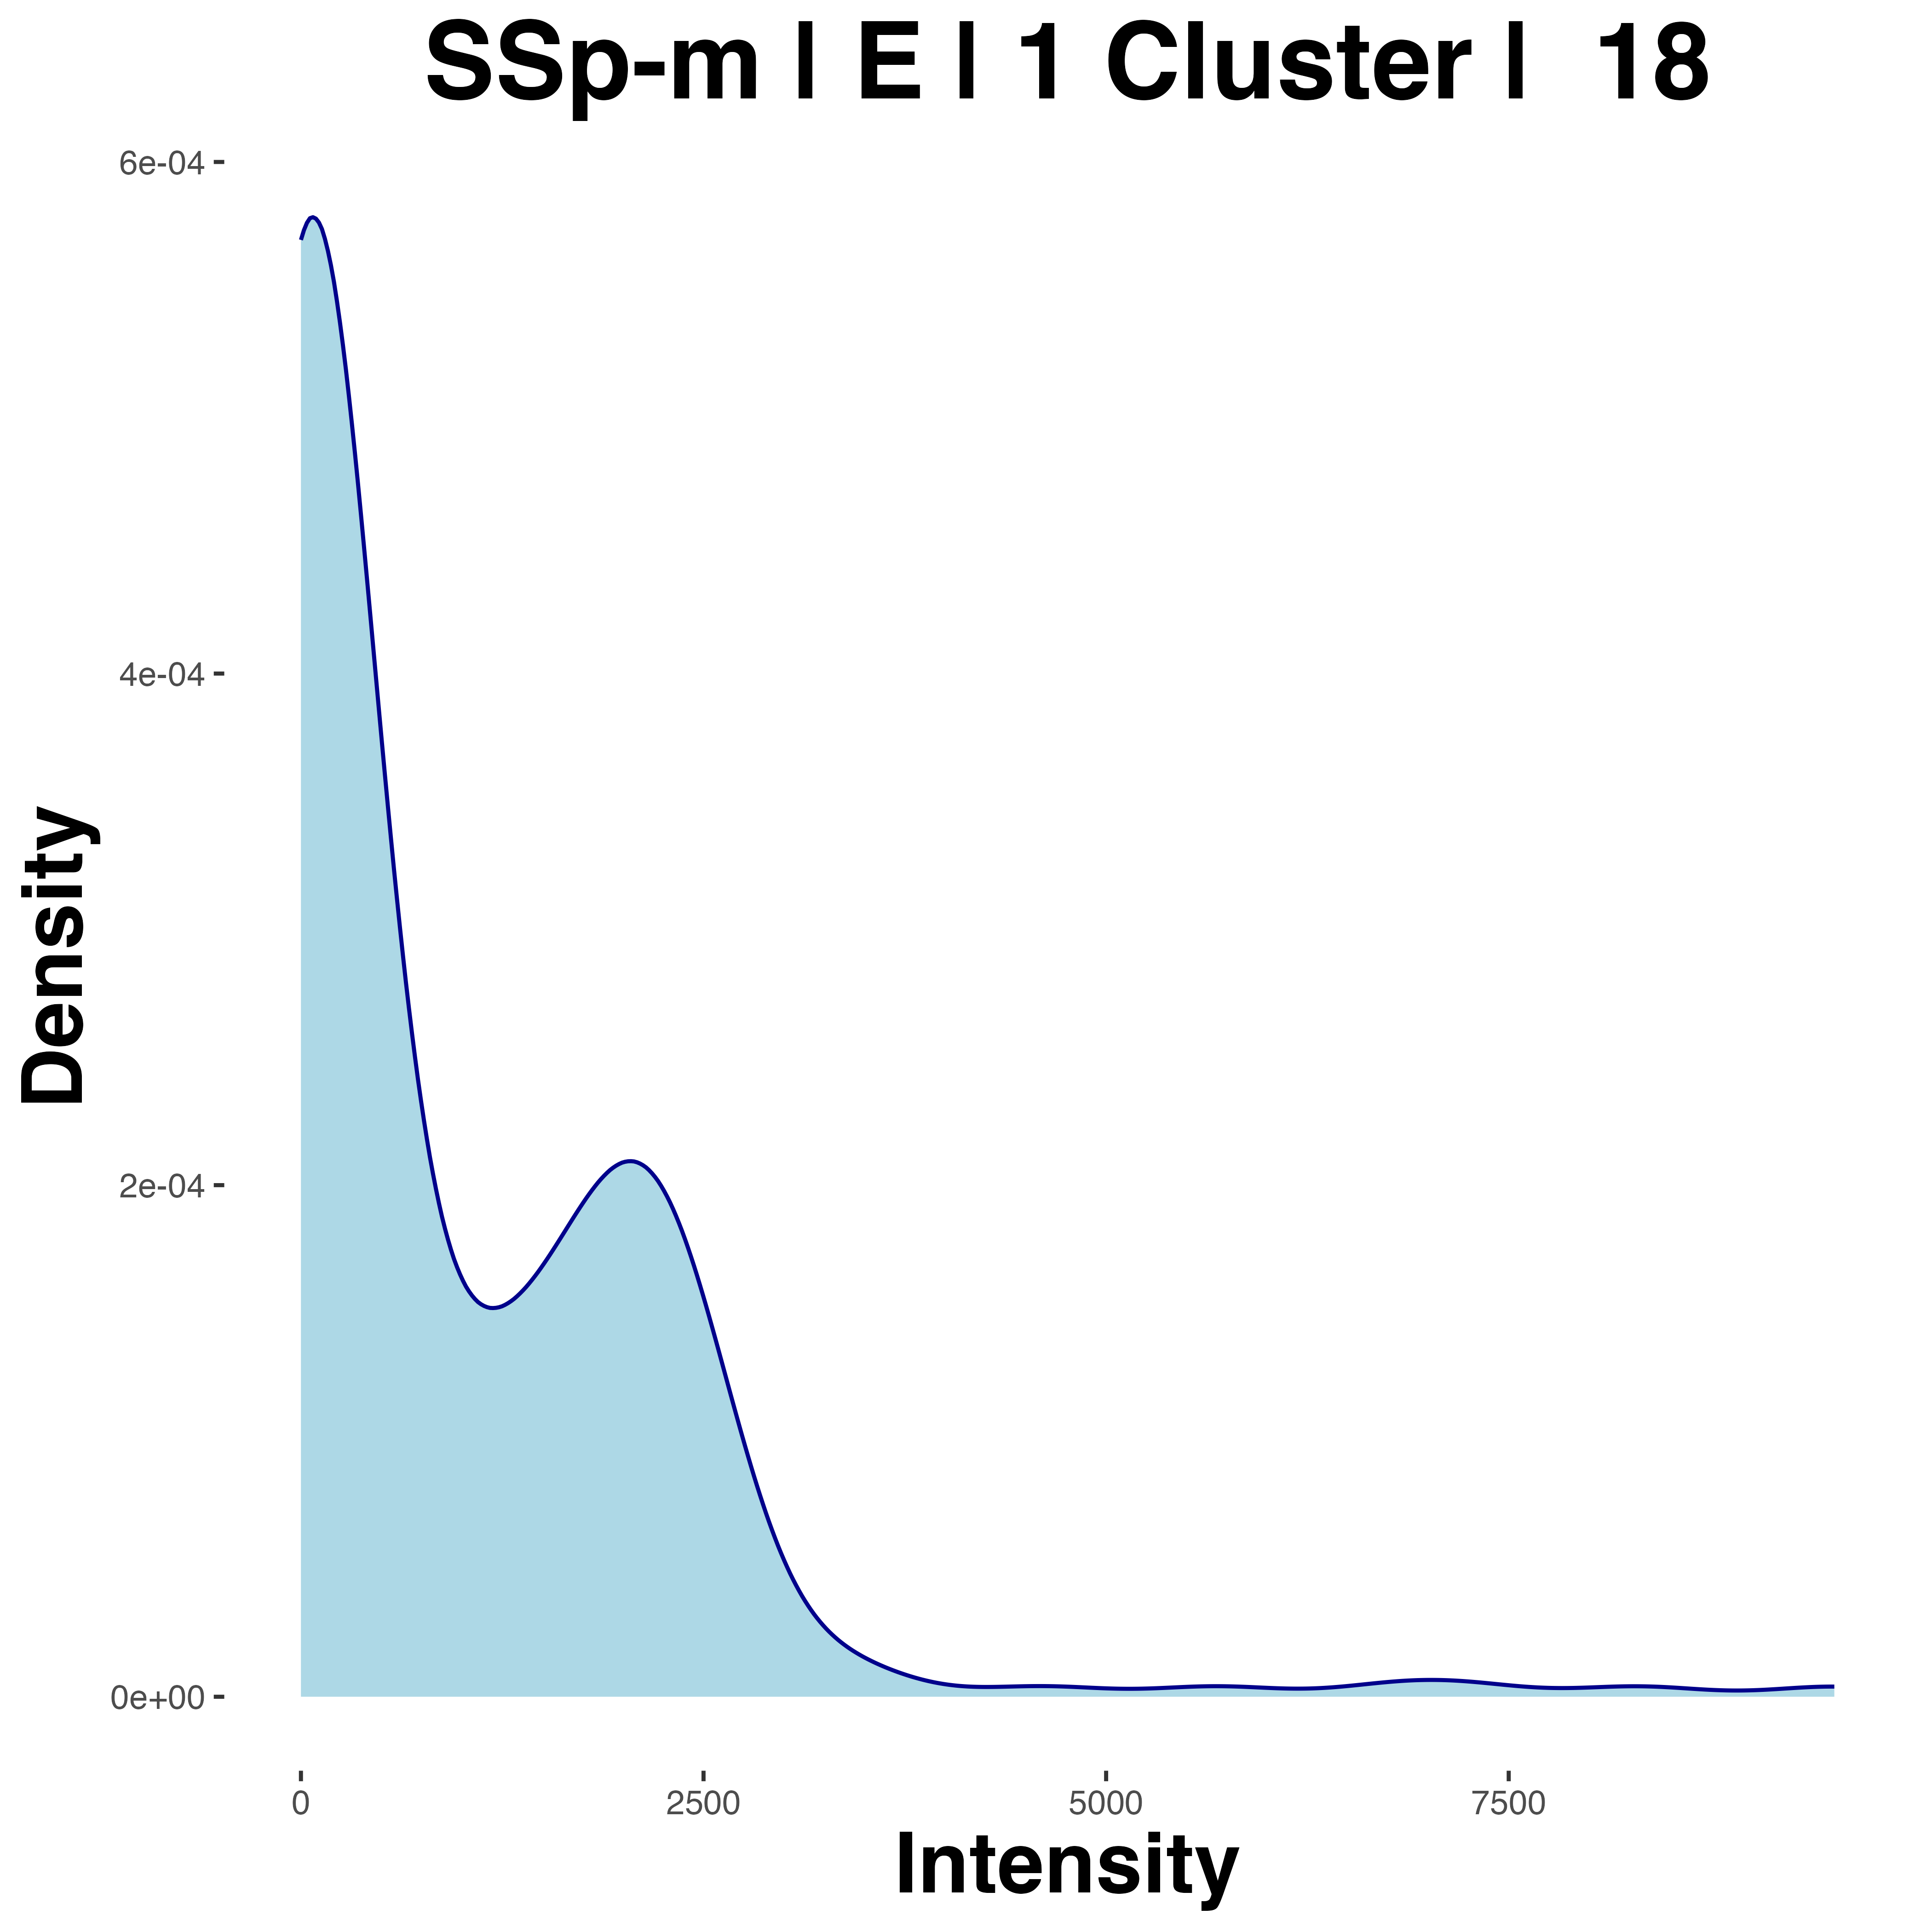 SSp-m | E | 1 Cluster |  18
6e-04
4e-04
2e-04
0e+00
Density
0 2500 5000 7500
Intensity